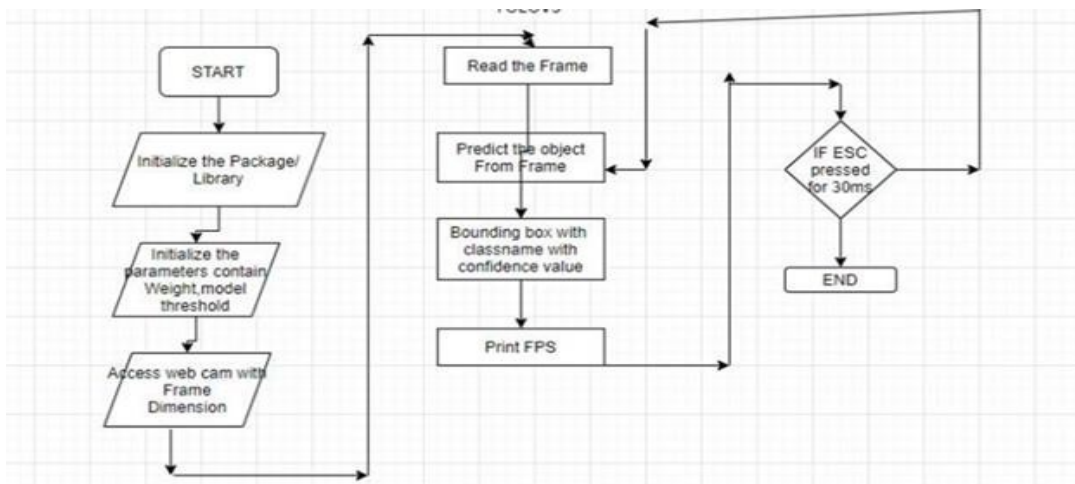 START
Initialize the Package/
Library
Initialize the
parameters contain
Weight,model
threshold
Access web cam with
Frame
Dimension
Read the Frame
Predict the object
From Frame
Bounding box with
classname with
confidence value
Print FPS
IF ESC
pressed
for 30ms
END